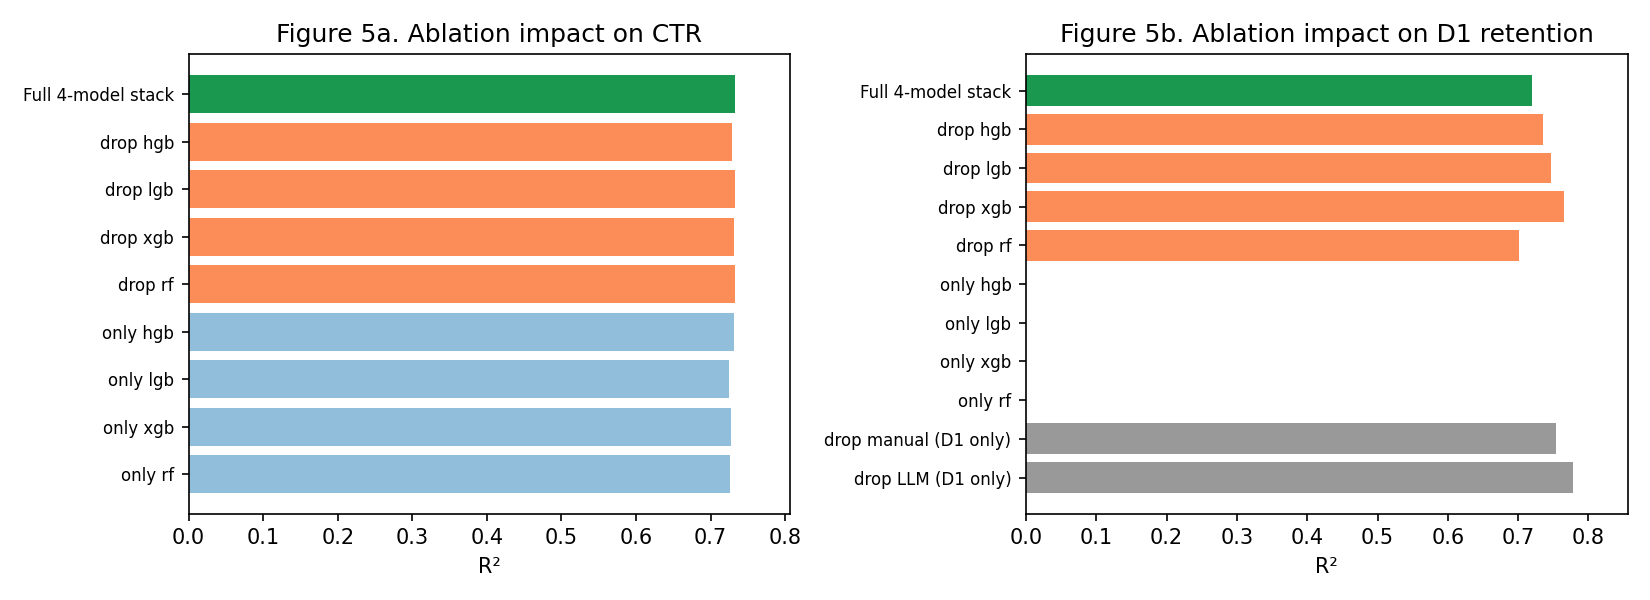 Figure 5a. Ablation impact on CTR
Full 4-model stack
drop hgb
drop lgb
drop xgb
drop rf
only hgb
only lgb
only xgb
only rf
0.0 0.1 0.2 0.3 0.4 0.5 0.6 0.7 0.8
R²
Figure 5b. Ablation impact on D1 retention
Full 4-model stack
drop hgb
drop lgb
drop xgb
drop rf
only hgb
only lgb
only xgb
only rf
drop manual (D1 only)
drop LLM (D1 only)
0.0 0.1 0.2 0.3 0.4 0.5 0.6 0.7 0.8
R²